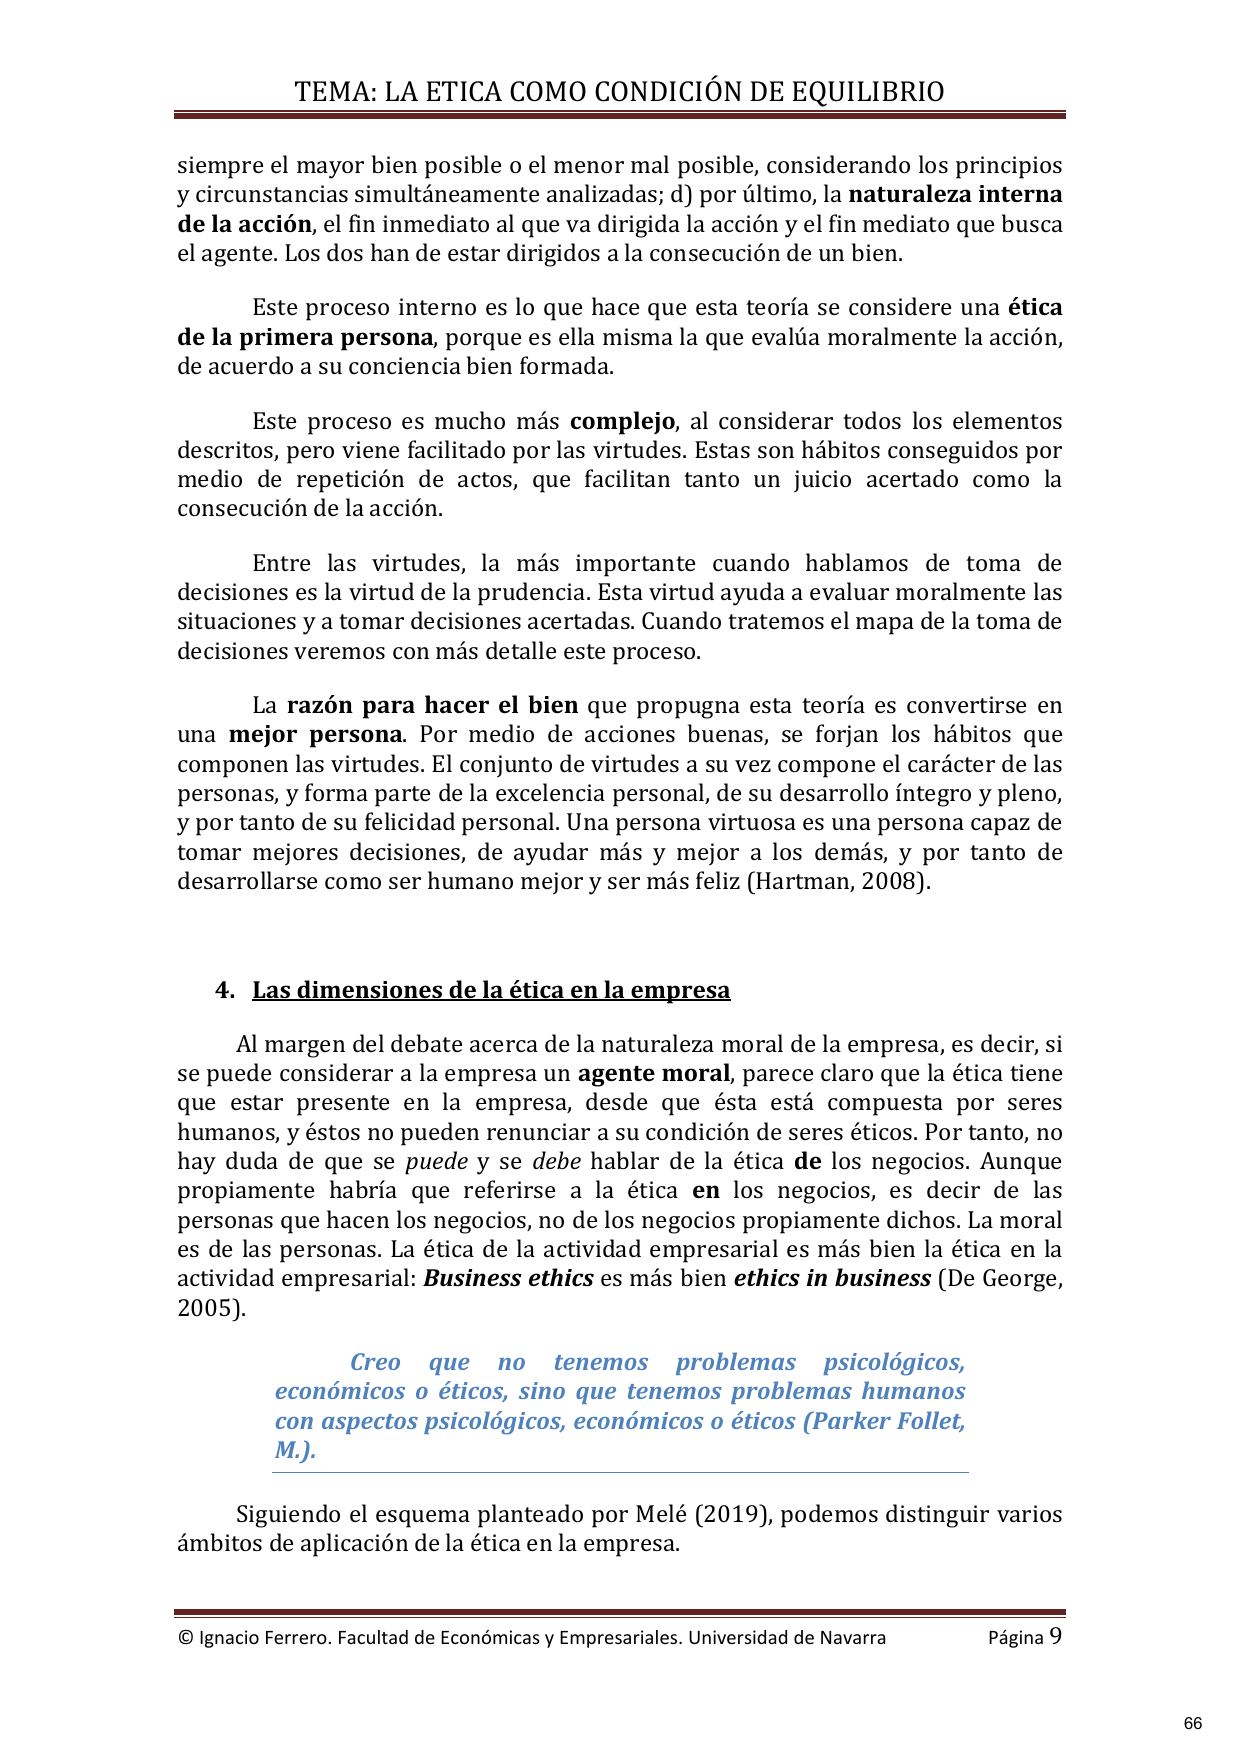 TEMA: LA ETICA COMO CONDICIÓN DE EQUILIBRIO
siempre el mayor bien posible o el menor mal posible, considerando los principios
y circunstancias simultáneamente analizadas; d) por último, la naturaleza interna
de la acción, el fin inmediato al que va dirigida la acción y el fin mediato que busca
el agente. Los dos han de estar dirigidos a la consecución de un bien.
Este proceso interno es lo que hace que esta teoría se considere una ética
de la primera persona, porque es ella misma la que evalúa moralmente la acción,
de acuerdo a su conciencia bien formada.
Este proceso es mucho más complejo, al considerar todos los elementos
descritos, pero viene facilitado por las virtudes. Estas son hábitos conseguidos por
medio de repetición de actos, que facilitan tanto un juicio acertado como la
consecución de la acción.
Entre las virtudes, la más importante cuando hablamos de toma de
decisiones es la virtud de la prudencia. Esta virtud ayuda a evaluar moralmente las
situaciones y a tomar decisiones acertadas. Cuando tratemos el mapa de la toma de
decisiones veremos con más detalle este proceso.
La razón para hacer el bien que propugna esta teoría es convertirse en
una mejor persona. Por medio de acciones buenas, se forjan los hábitos que
componen las virtudes. El conjunto de virtudes a su vez compone el carácter de las
personas, y forma parte de la excelencia personal, de su desarrollo íntegro y pleno,
y por tanto de su felicidad personal. Una persona virtuosa es una persona capaz de
tomar mejores decisiones, de ayudar más y mejor a los demás, y por tanto de
desarrollarse como ser humano mejor y ser más feliz (Hartman, 2008).
4. Las dimensiones de la ética en la empresa
Al margen del debate acerca de la naturaleza moral de la empresa, es decir, si
se puede considerar a la empresa un agente moral, parece claro que la ética tiene
que estar presente en la empresa, desde que ésta está compuesta por seres
humanos, y éstos no pueden renunciar a su condición de seres éticos. Por tanto, no
hay duda de que se puede y se debe hablar de la ética de los negocios. Aunque
propiamente habría que referirse a la ética en los negocios, es decir de las
personas que hacen los negocios, no de los negocios propiamente dichos. La moral
es de las personas. La ética de la actividad empresarial es más bien la ética en la
actividad empresarial: Business ethics es más bien ethics in business (De George,
2005).
Creo que no tenemos problemas psicológicos,
económicos o éticos, sino que tenemos problemas humanos
con aspectos psicológicos, económicos o éticos (Parker Follet,
M.).
Siguiendo el esquema planteado por Melé (2019), podemos distinguir varios
ámbitos de aplicación de la ética en la empresa.
© Ignacio Ferrero. Facultad de Económicas y Empresariales. Universidad de Navarra Página 9
66